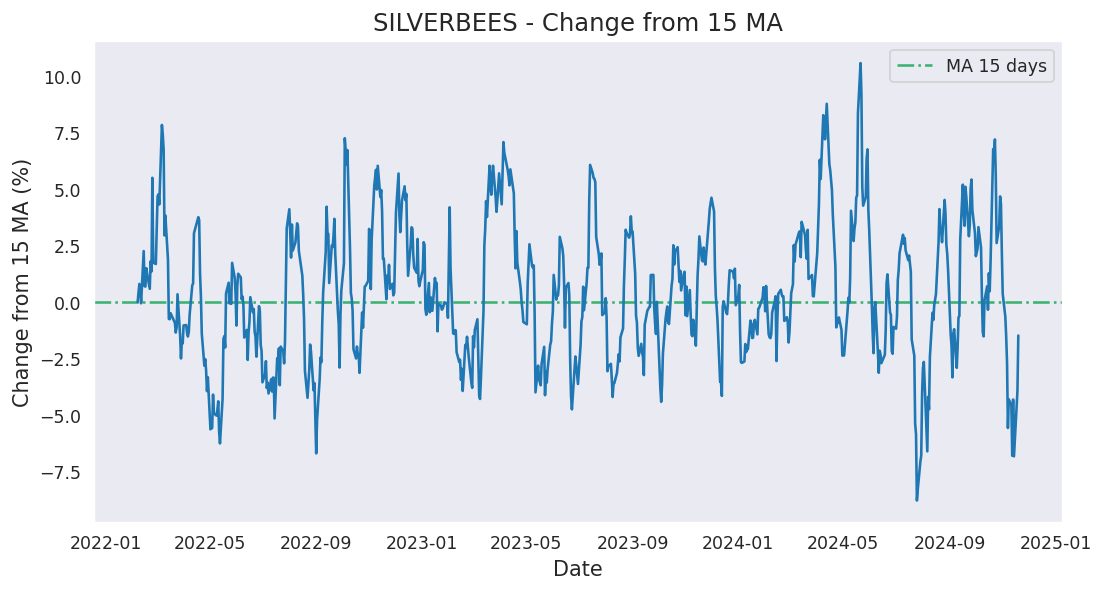 SILVERBEES - Change from 15 MA
MA 15 days
Change from 15 MA (%)
10.0
7.5
5.0
2.5
0.0
−2.5
−5.0
−7.5
2022-01 2022-05 2022-09 2023-01 2023-05 2023-09 2024-01 2024-05 2024-09 2025-01
Date